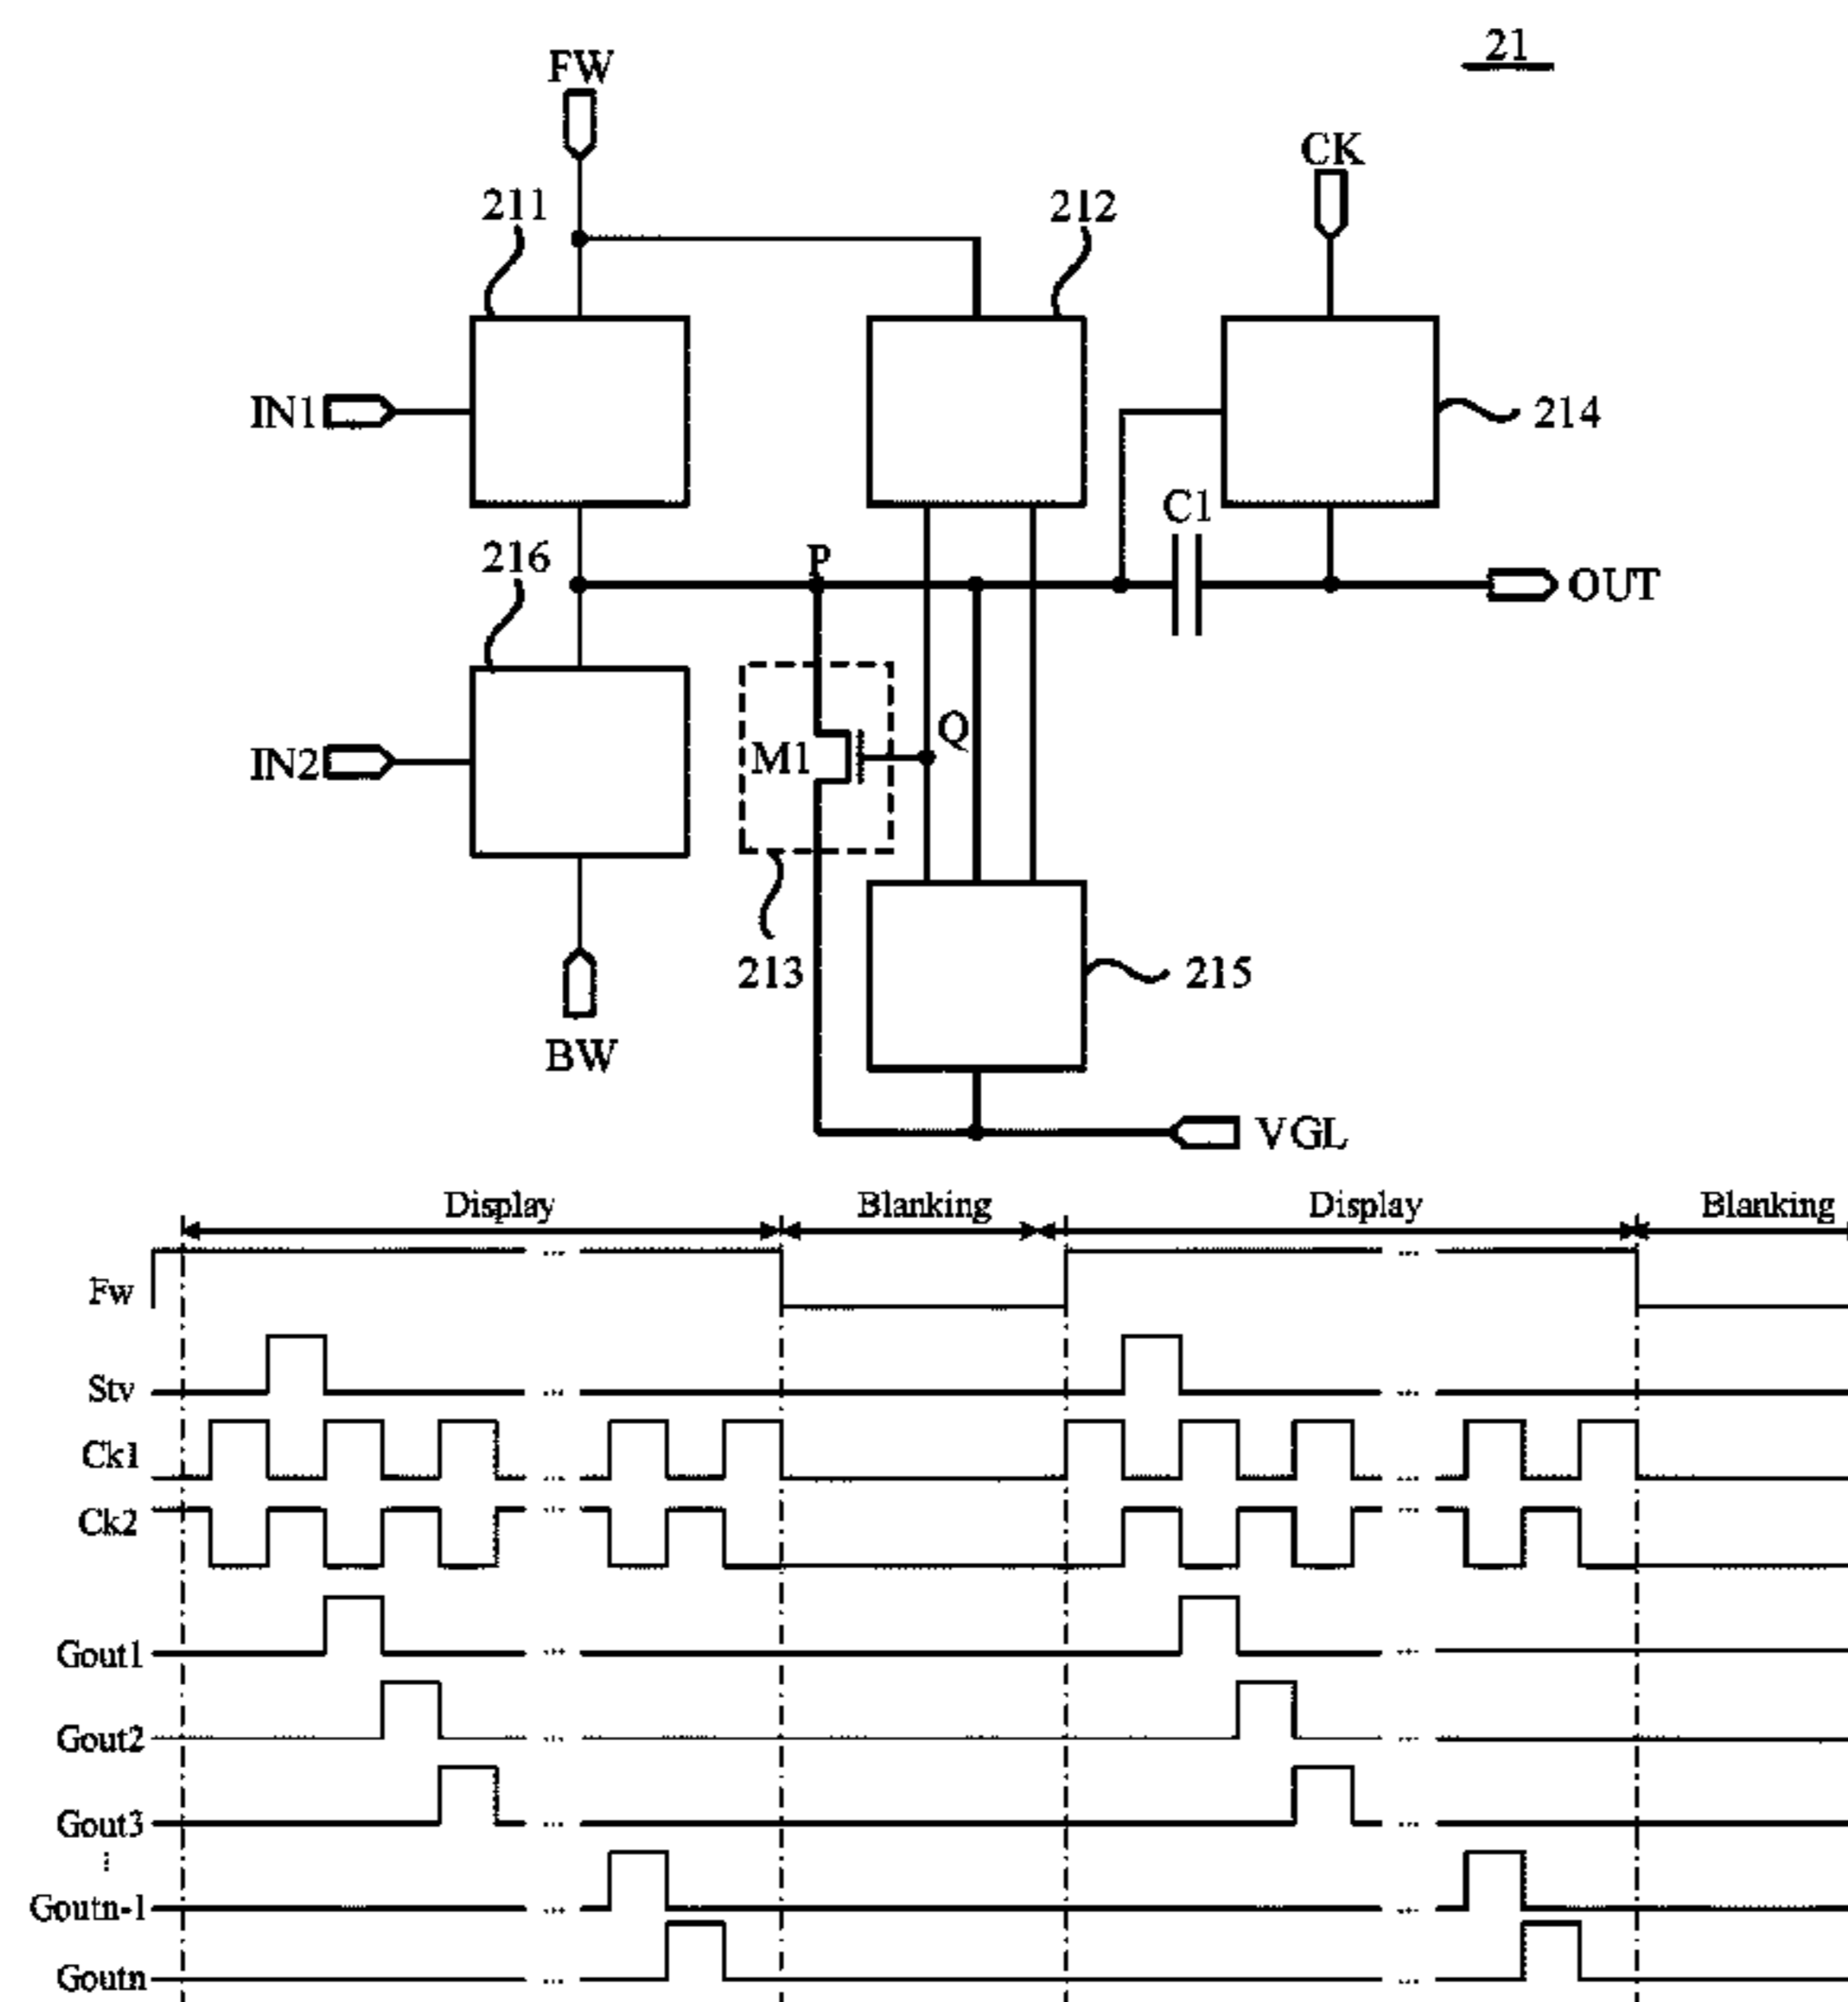 21
FW
CK
211
212
IN1
214
C1
216
P
OUT
Q
M1
IN2
213
215
BW
VGL
Display Blanking Display Blanking
Fw ... ...
Stv ... ...
Ck1 ... ...
Ck2 ... ...
Gout1 ... ...
Gout2 ... ...
Gout3 ... ...
⋮
Goutn-1 ... ...
Goutn ... ...